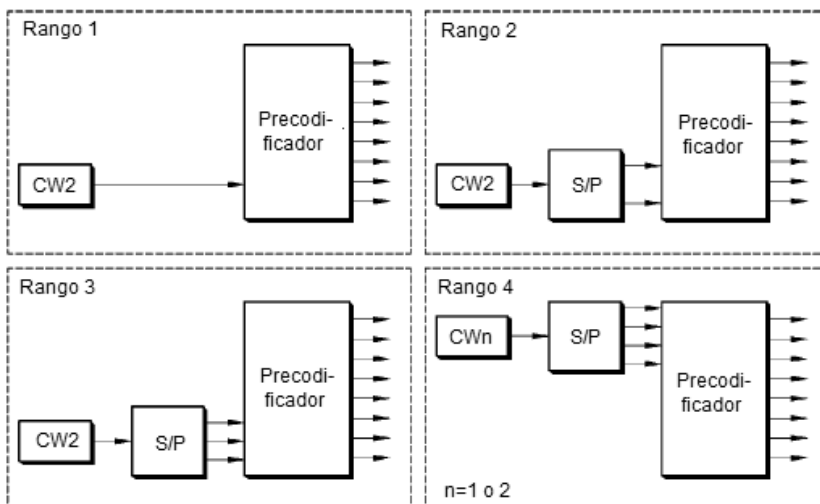 Rango 1
Precodi-
ficador
CW2
Rango 2
Precodi-
ficador
CW2
S/P
Rango 3
Precodi-
ficador
CW2
S/P
Rango 4
CWn
S/P
Precodi-
ficador
n=1 o 2